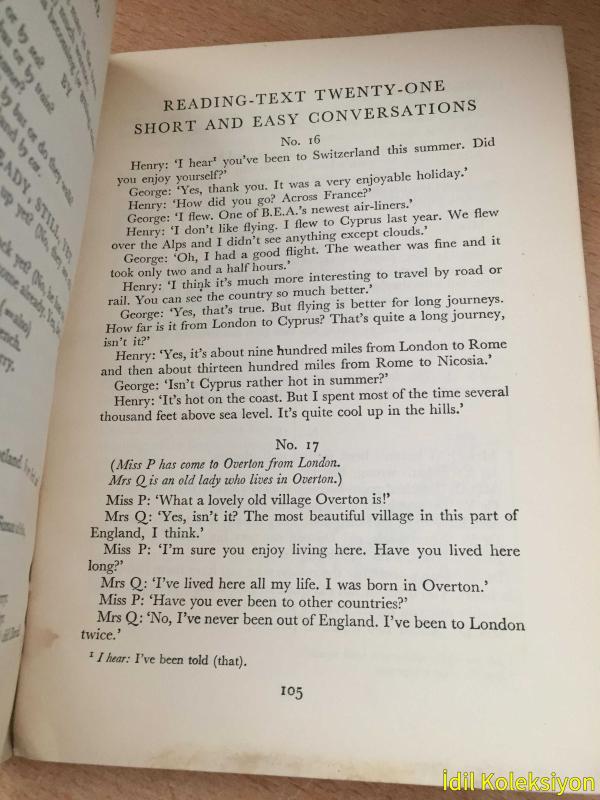 READING-TEXT TWENTY-ONE
SHORT AND EASY CONVERSATIONS
No. 16
Henry: 'I hear¹ you've been to Switzerland this summer. Did
you enjoy yourself?'
George: 'Yes, thank you. It was a very enjoyable holiday.'
Henry: 'How did you go? Across France?'
George: 'I flew. One of B.E.A.'s newest air-liners.'
Henry: 'I don't like flying. I flew to Cyprus last year. We flew
over the Alps and I didn't see anything except clouds.'
George: 'Oh, I had a good flight. The weather was fine and it
took only two and a half hours.'
Henry: 'I think it's much more interesting to travel by road or
rail. You can see the country so much better.'
George: 'Yes, that's true. But flying is better for long journeys.
How far is it from London to Cyprus? That's quite a long journey,
isn't it?'
Henry: 'Yes, it's about nine hundred miles from London to Rome
and then about thirteen hundred miles from Rome to Nicosia.'
George: 'Isn't Cyprus rather hot in summer?'
Henry: 'It's hot on the coast. But I spent most of the time several
thousand feet above sea level. It's quite cool up in the hills.'
No. 17
(Miss P has come to Overton from London.
Mrs Q is an old lady who lives in Overton.)
Miss P: 'What a lovely old village Overton is!'
Mrs Q: 'Yes, isn't it? The most beautiful village in this part of
England, I think.'
Miss P: 'I'm sure you enjoy living here. Have you lived here
long?'
Mrs Q: 'I've lived here all my life. I was born in Overton.'
Miss P: 'Have you ever been to other countries?'
Mrs Q: 'No, I've never been out of England. I've been to London
twice.'
¹ I hear: I've been told (that).
105
İdil Koleksiyon